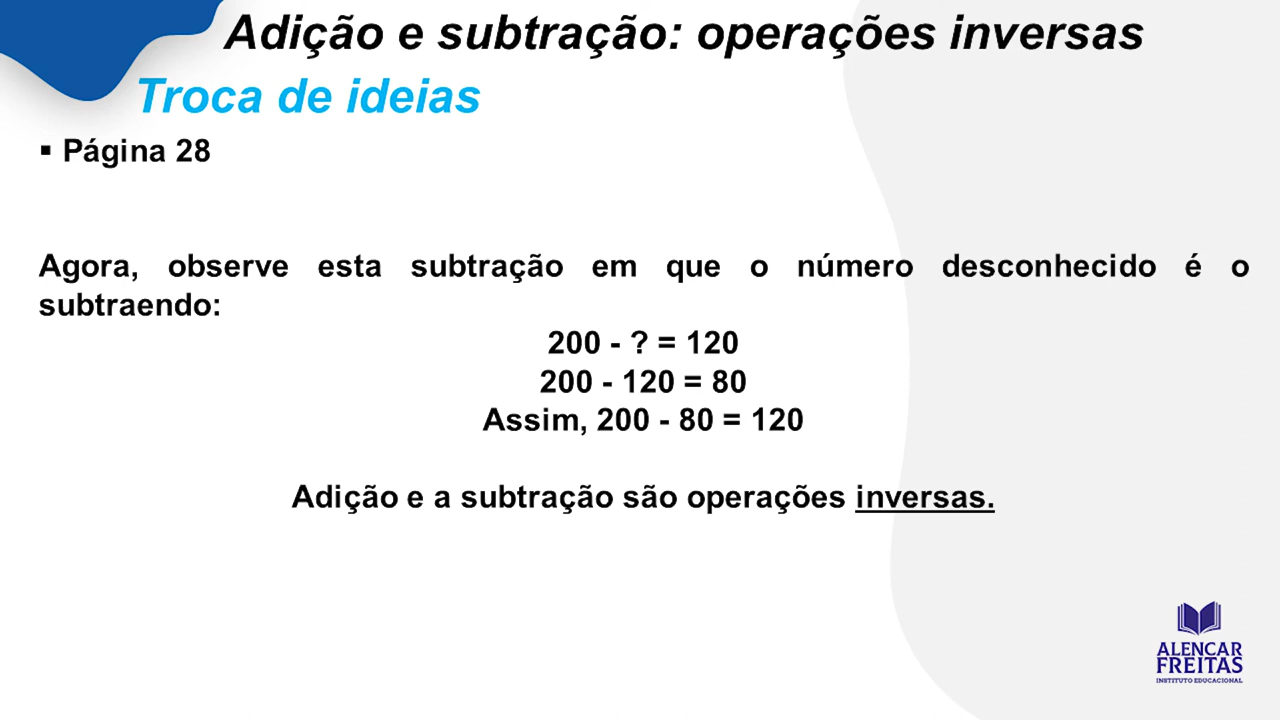 Adição e subtração: operações inversas
Troca de ideias
▪ Página 28
Agora, observe esta subtração em que o número desconhecido é o
subtraendo:
200 - ? = 120
200 - 120 = 80
Assim, 200 - 80 = 120
Adição e a subtração são operações inversas.
ALENCAR
FREITAS
INSTITUTO EDUCACIONAL